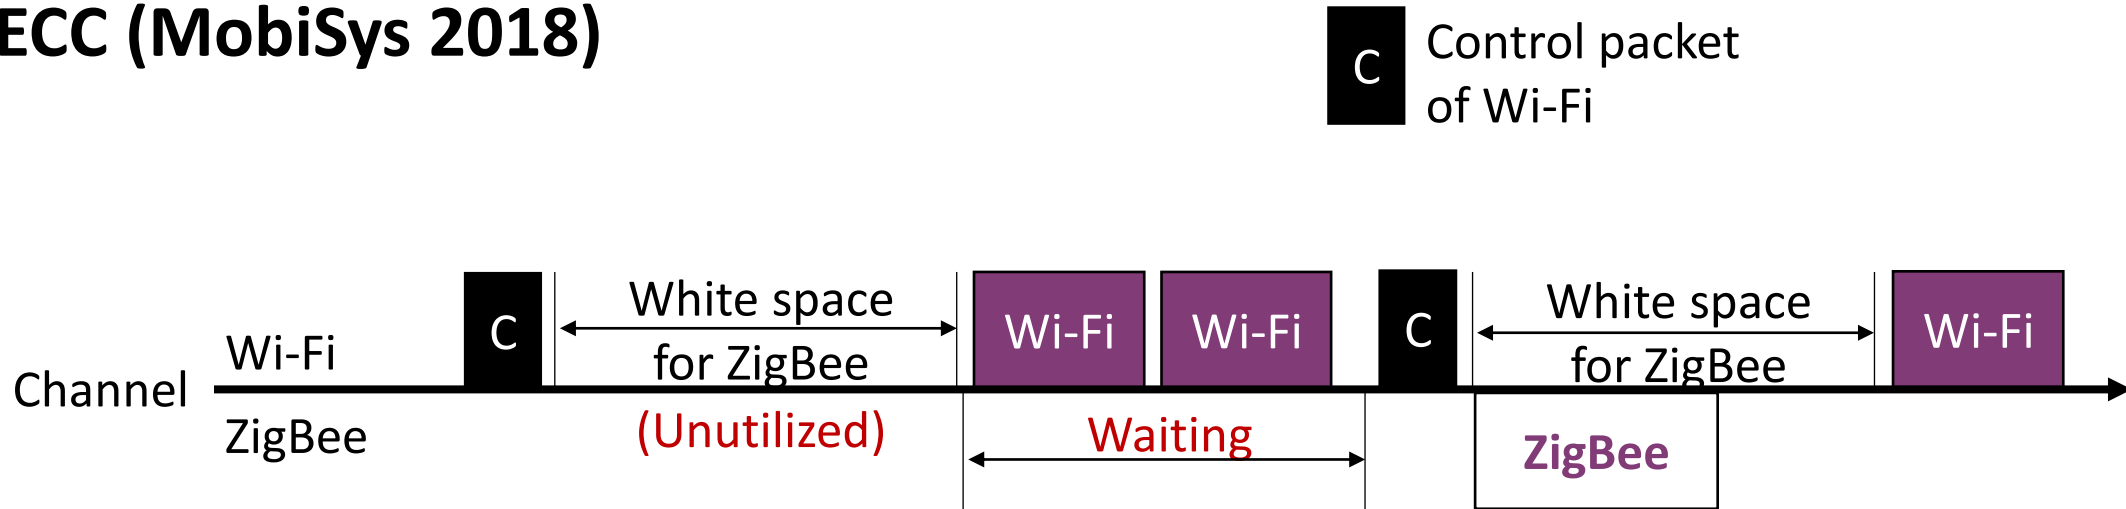 ECC (MobiSys 2018)
C
Control packet
of Wi-Fi
Channel
Wi-Fi
ZigBee
C
White space
for ZigBee
(Unutilized)
Wi-Fi
Wi-Fi
Waiting
C
White space
for ZigBee
ZigBee
Wi-Fi